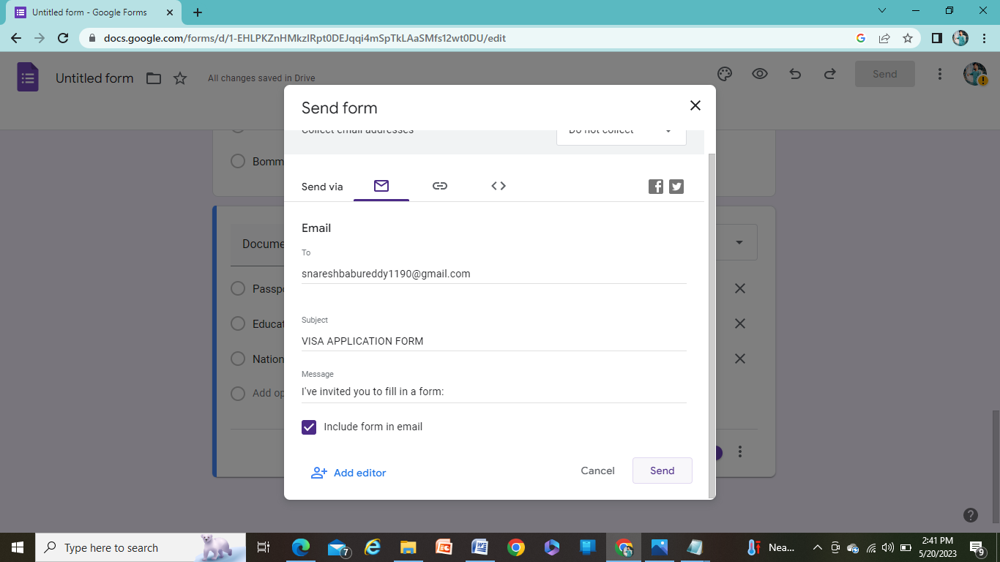 Untitled form - Google Forms
docs.google.com/forms/d/1-EHLPKZnHMkzIRpt0DEJqqi4mSpTkLAaSMfs12wt0DU/edit
Untitled form
All changes saved in Drive
Send
Send form
Collect email addresses
Do not collect
Bomm
Send via
Email
To
snareshbabureddy1190@gmail.com
Docume
Passpo
Subject
Educat
VISA APPLICATION FORM
Nation
Message
I've invited you to fill in a form:
Add op
Include form in email
Add editor
Cancel
Send
Type here to search
7
Nea...
2:41 PM
5/20/2023
9